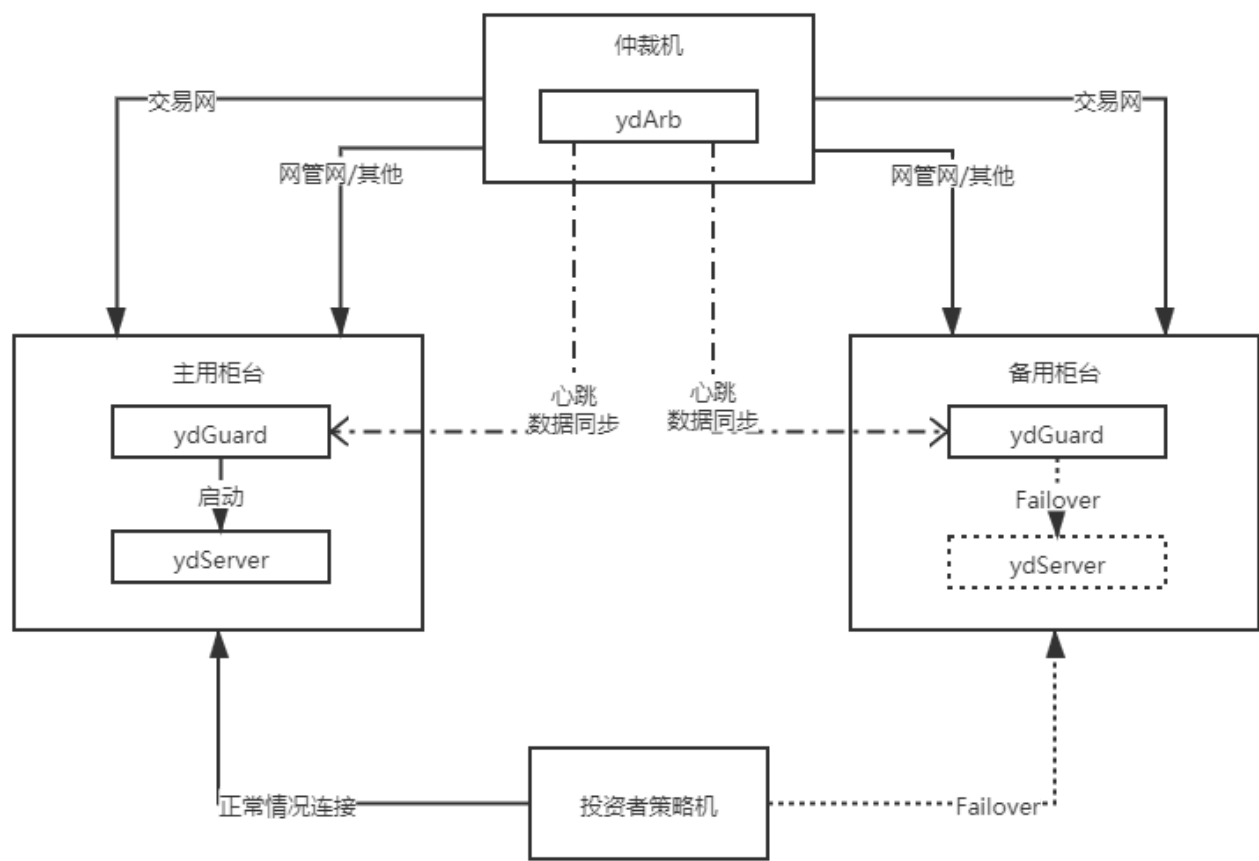 仲裁机
ydArb
交易网
交易网
网管网/其他
网管网/其他
主用柜台
备用柜台
心跳
数据同步
心跳
数据同步
ydGuard
ydGuard
启动
Failover
ydServer
ydServer
正常情况连接
投资者策略机
Failover